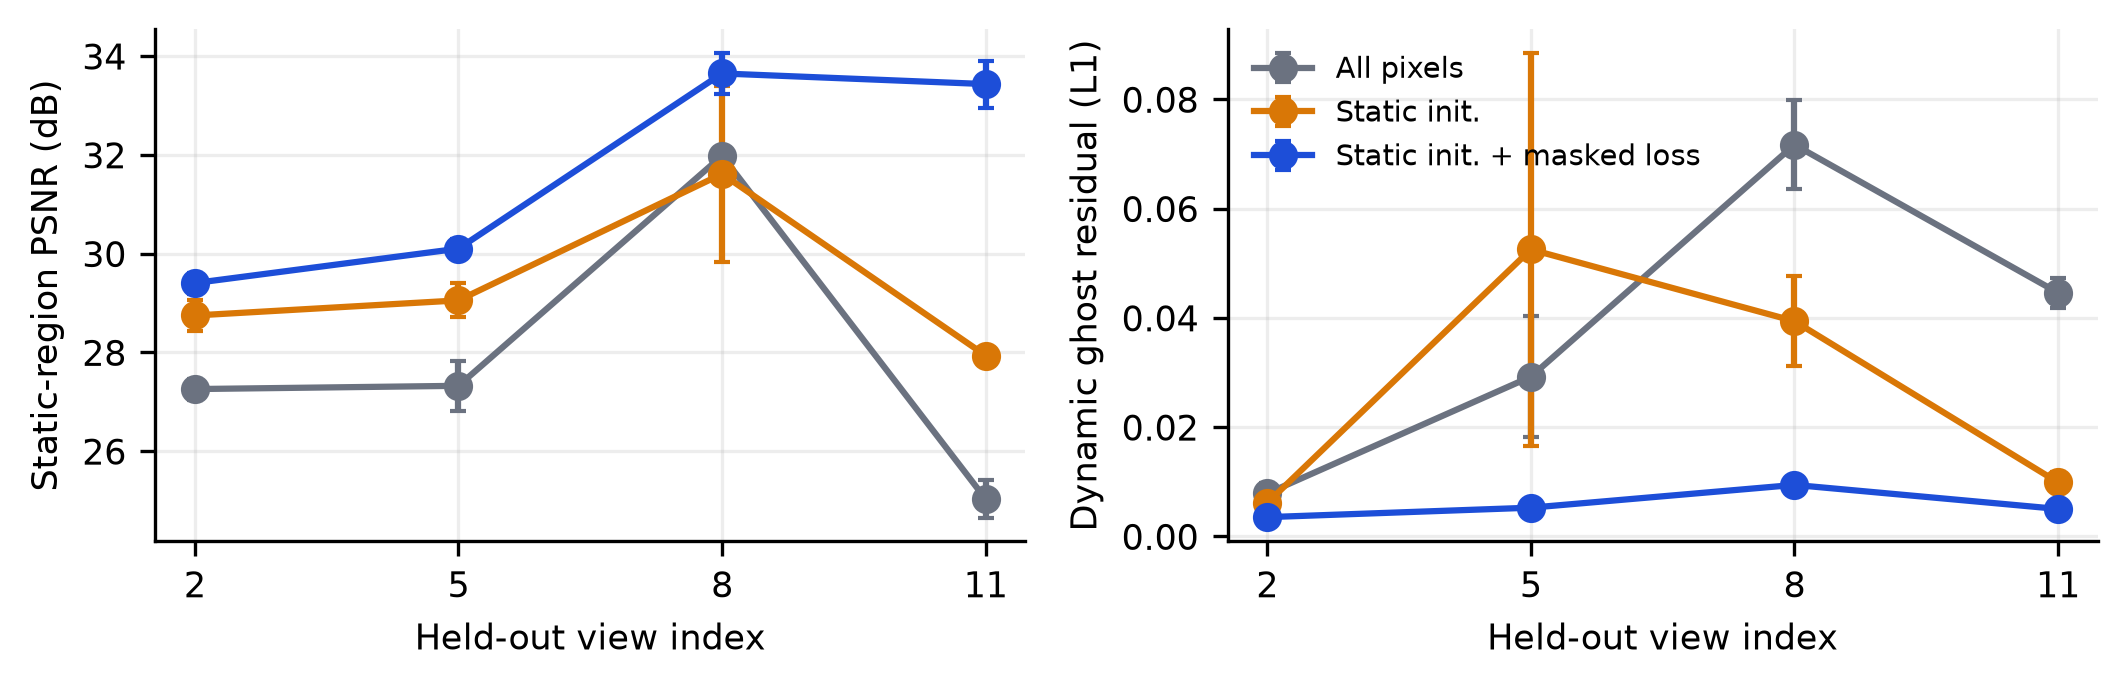 Static-region PSNR (dB)
34
32
30
28
26
2
5
8
11
Held-out view index
Dynamic ghost residual (L1)
0.08
0.06
0.04
0.02
0.00
All pixels
Static init.
Static init. + masked loss
2
5
8
11
Held-out view index